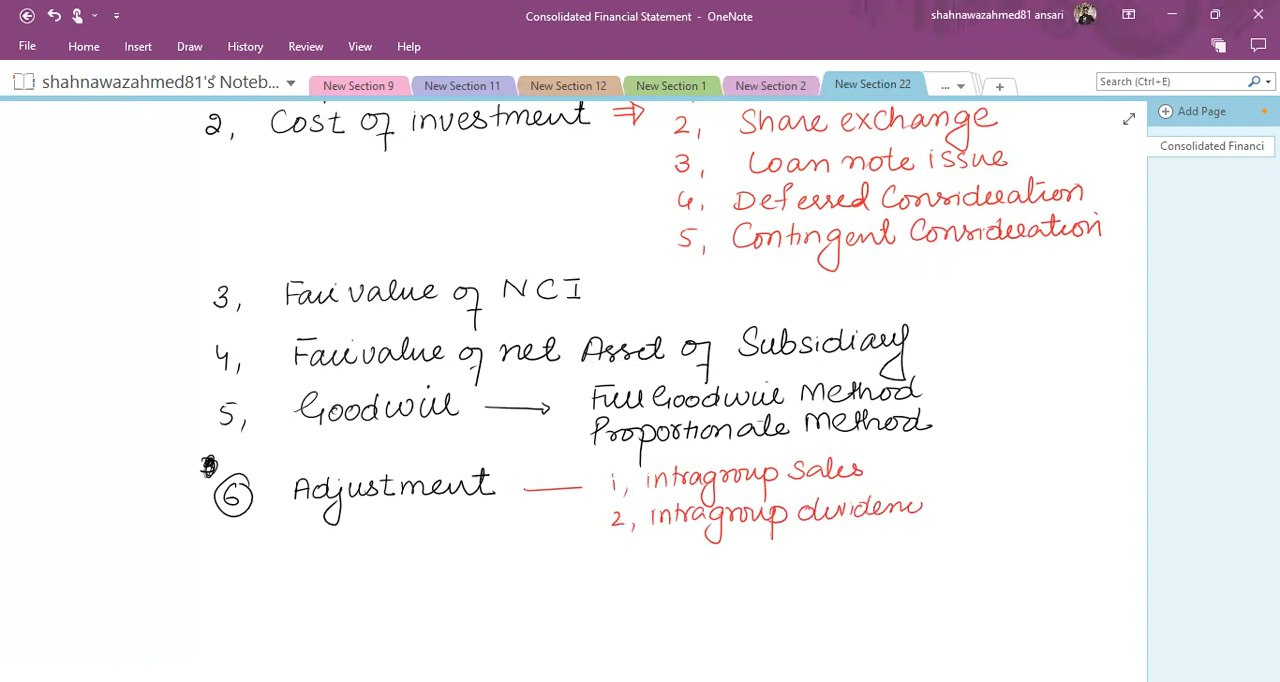 Consolidated Financial Statement - OneNote
shahnawazahmed81 ansari
File Home Insert Draw History Review View Help
shahnawazahmed81's Noteb...
New Section 9
New Section 11
New Section 12
New Section 1
New Section 2
New Section 22
...
Search (Ctrl+E)
Add Page
Consolidated Financi
2, Cost of investment ⇒
2, Share exchange
3, Loan note issue
4, Deferred Consideration
5, Contingent Consideration
3, Fair value of NCI
4, Fair value of net Asset of Subsidiary
5, Goodwill → Full Goodwill Method
Proportionate Method
6 Adjustment — 1, intragroup sales
2, intragroup dividenc